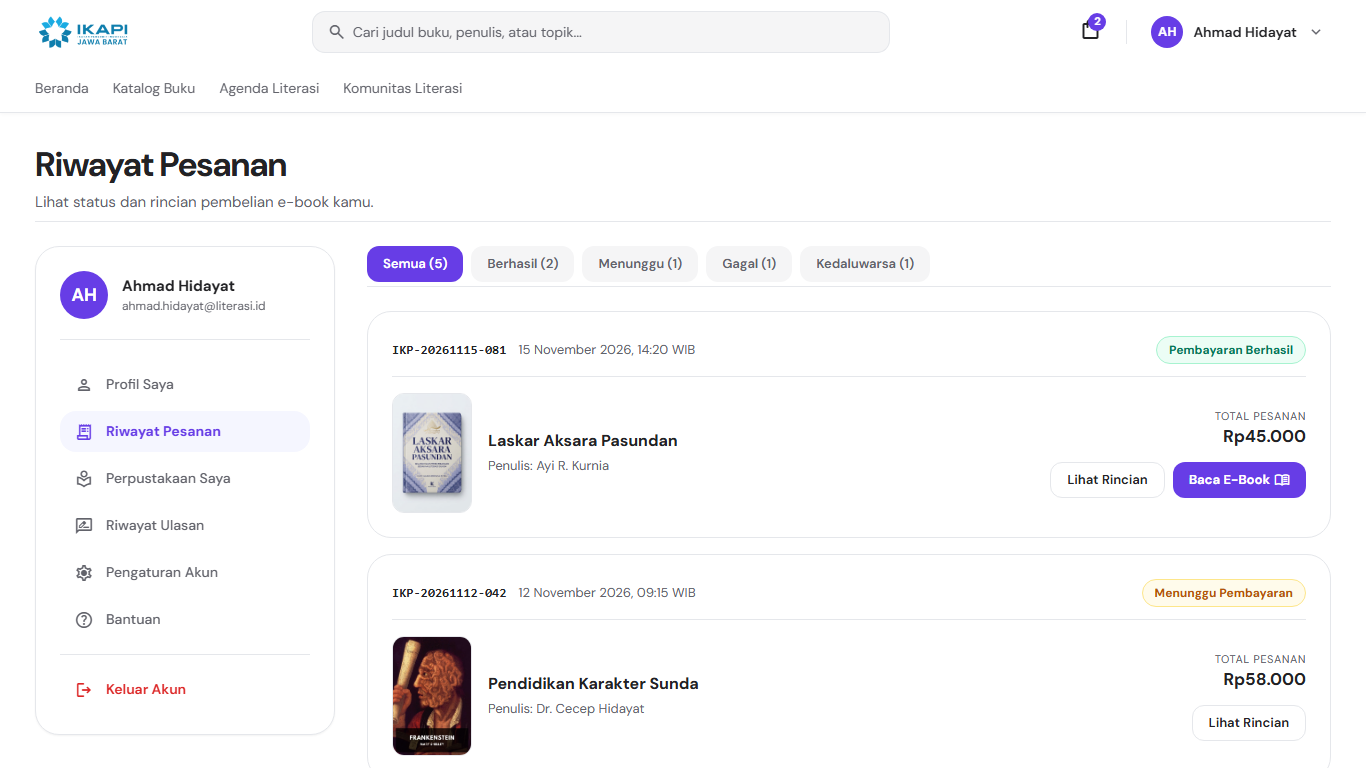 IKAPI
JAWA BARAT
Cari judul buku, penulis, atau topik...
2
AH
Ahmad Hidayat
Beranda
Katalog Buku
Agenda Literasi
Komunitas Literasi
Riwayat Pesanan
Lihat status dan rincian pembelian e-book kamu.
AH
Ahmad Hidayat
ahmad.hidayat@literasi.id
Profil Saya
Riwayat Pesanan
Perpustakaan Saya
Riwayat Ulasan
Pengaturan Akun
Bantuan
Keluar Akun
Semua (5)
Berhasil (2)
Menunggu (1)
Gagal (1)
Kedaluwarsa (1)
IKP-20261115-081
15 November 2026, 14:20 WIB
Pembayaran Berhasil
LASKAR
AKSARA
PASUNDAN
Laskar Aksara Pasundan
Penulis: Ayi R. Kurnia
TOTAL PESANAN
Rp45.000
Lihat Rincian
Baca E-Book
IKP-20261112-042
12 November 2026, 09:15 WIB
Menunggu Pembayaran
FRANKENSTEIN
Pendidikan Karakter Sunda
Penulis: Dr. Cecep Hidayat
TOTAL PESANAN
Rp58.000
Lihat Rincian